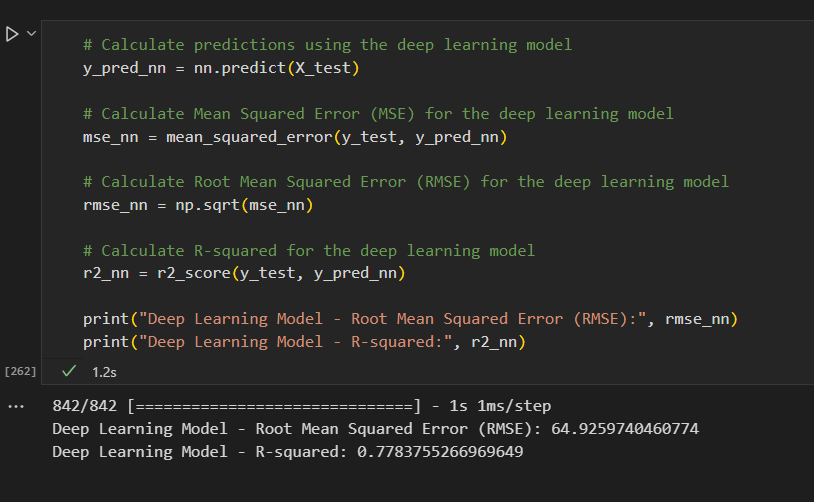 # Calculate predictions using the deep learning model
y_pred_nn = nn.predict(X_test)
# Calculate Mean Squared Error (MSE) for the deep learning model
mse_nn = mean_squared_error(y_test, y_pred_nn)
# Calculate Root Mean Squared Error (RMSE) for the deep learning model
rmse_nn = np.sqrt(mse_nn)
# Calculate R-squared for the deep learning model
r2_nn = r2_score(y_test, y_pred_nn)
print("Deep Learning Model - Root Mean Squared Error (RMSE):", rmse_nn)
print("Deep Learning Model - R-squared:", r2_nn)
[262] 1.2s
842/842 [==============================] - 1s 1ms/step
Deep Learning Model - Root Mean Squared Error (RMSE): 64.9259740460774
Deep Learning Model - R-squared: 0.7783755266969649